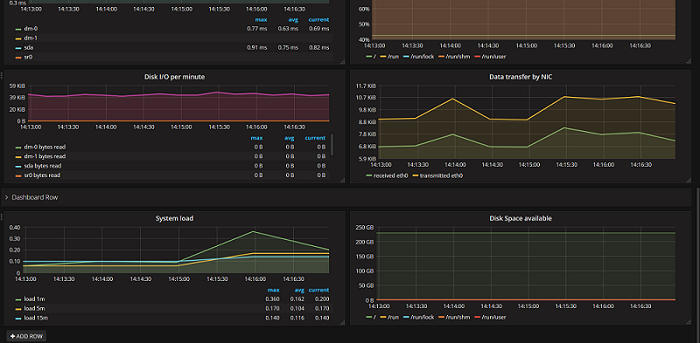 0.3 ms
14:13:00 14:13:30 14:14:00 14:14:30 14:15:00 14:15:30 14:16:00 14:16:30
max avg current
dm-0 0.77 ms 0.63 ms 0.69 ms
dm-1
sda 0.91 ms 0.75 ms 0.82 ms
sr0
60%
50%
40%
14:13:00 14:13:30 14:14:00 14:14:30 14:15:00 14:15:30 14:16:00 14:16:30
/ /run /run/lock /run/shm /run/user
Disk I/O per minute
59 KiB
39 KiB
20 KiB
0 B
14:13:00 14:13:30 14:14:00 14:14:30 14:15:00 14:15:30 14:16:00 14:16:30
max avg current
dm-0 bytes read 0 B 0 B 0 B
dm-1 bytes read 0 B 0 B 0 B
sda bytes read 0 B 0 B 0 B
sr0 bytes read 0 B 0 B 0 B
Data transfer by NIC
11.7 KiB
10.7 KiB
9.8 KiB
8.8 KiB
7.8 KiB
6.8 KiB
5.9 KiB
14:13:00 14:13:30 14:14:00 14:14:30 14:15:00 14:15:30 14:16:00 14:16:30
received eth0 transmitted eth0
Dashboard Row
System load
0.40
0.30
0.20
0.10
0
14:13:00 14:13:30 14:14:00 14:14:30 14:15:00 14:15:30 14:16:00 14:16:30
max avg current
load 1m 0.360 0.162 0.200
load 5m 0.170 0.104 0.170
load 15m 0.140 0.116 0.140
Disk Space available
250 GB
200 GB
150 GB
100 GB
50 GB
0 B
14:13:00 14:13:30 14:14:00 14:14:30 14:15:00 14:15:30 14:16:00 14:16:30
/ /run /run/lock /run/shm /run/user
+ ADD ROW